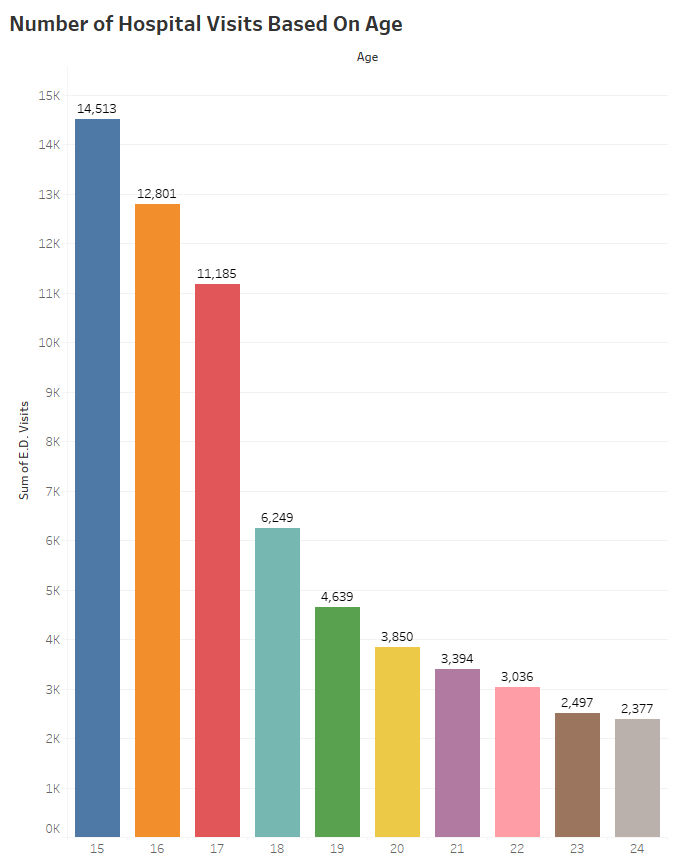 Number of Hospital Visits Based On Age
Age
15K
14,513
14K
13K
12,801
12K
11,185
11K
10K
9K
8K
Sum of E.D. Visits
7K
6,249
6K
5K
4,639
4K
3,850
3,394
3K
3,036
2,497
2,377
2K
1K
0K
15 16 17 18 19 20 21 22 23 24